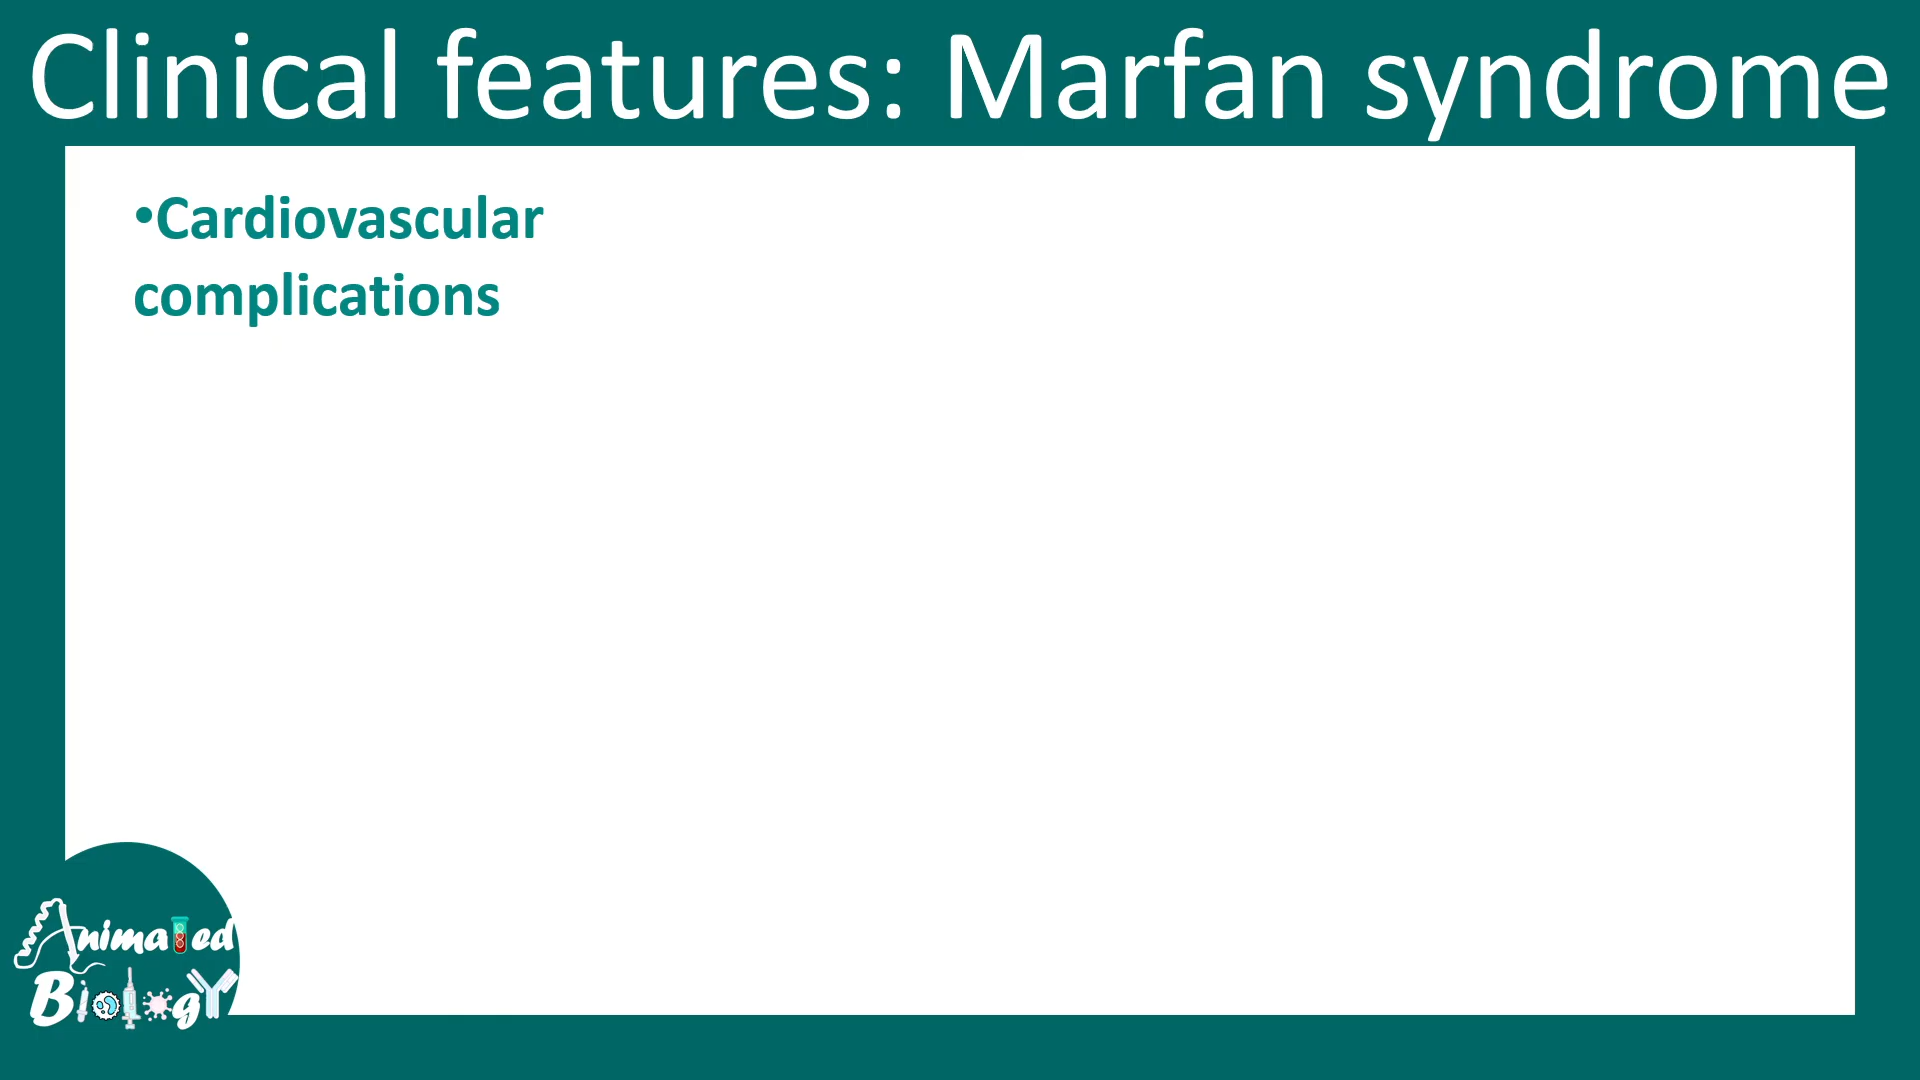 Clinical features: Marfan syndrome
•Cardiovascular
complications
Animated
Biology